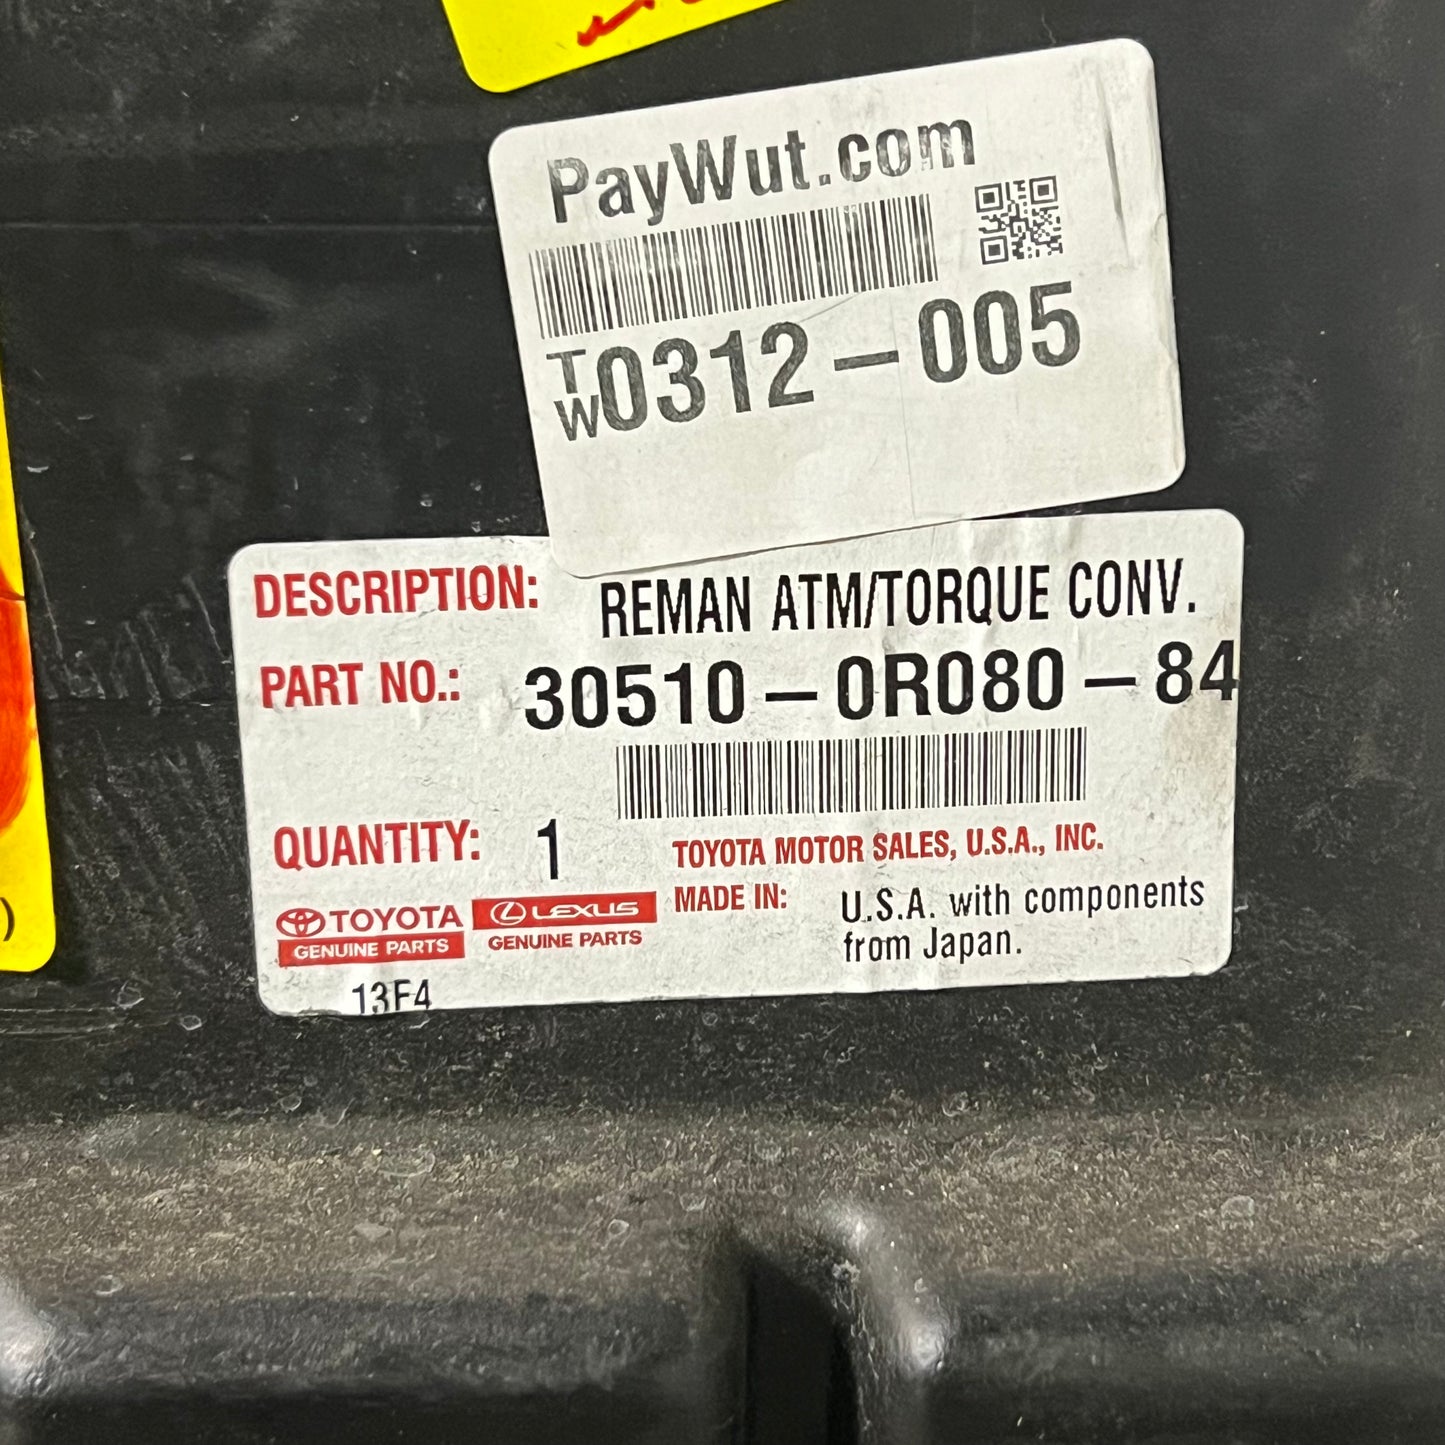 PayWut.com
TW0312-005
DESCRIPTION: REMAN ATM/TORQUE CONV.
PART NO.: 30510-0R080-84
QUANTITY: 1
TOYOTA MOTOR SALES, U.S.A., INC.
MADE IN: U.S.A. with components
from Japan.
TOYOTA
GENUINE PARTS
LEXUS
GENUINE PARTS
13F4
)